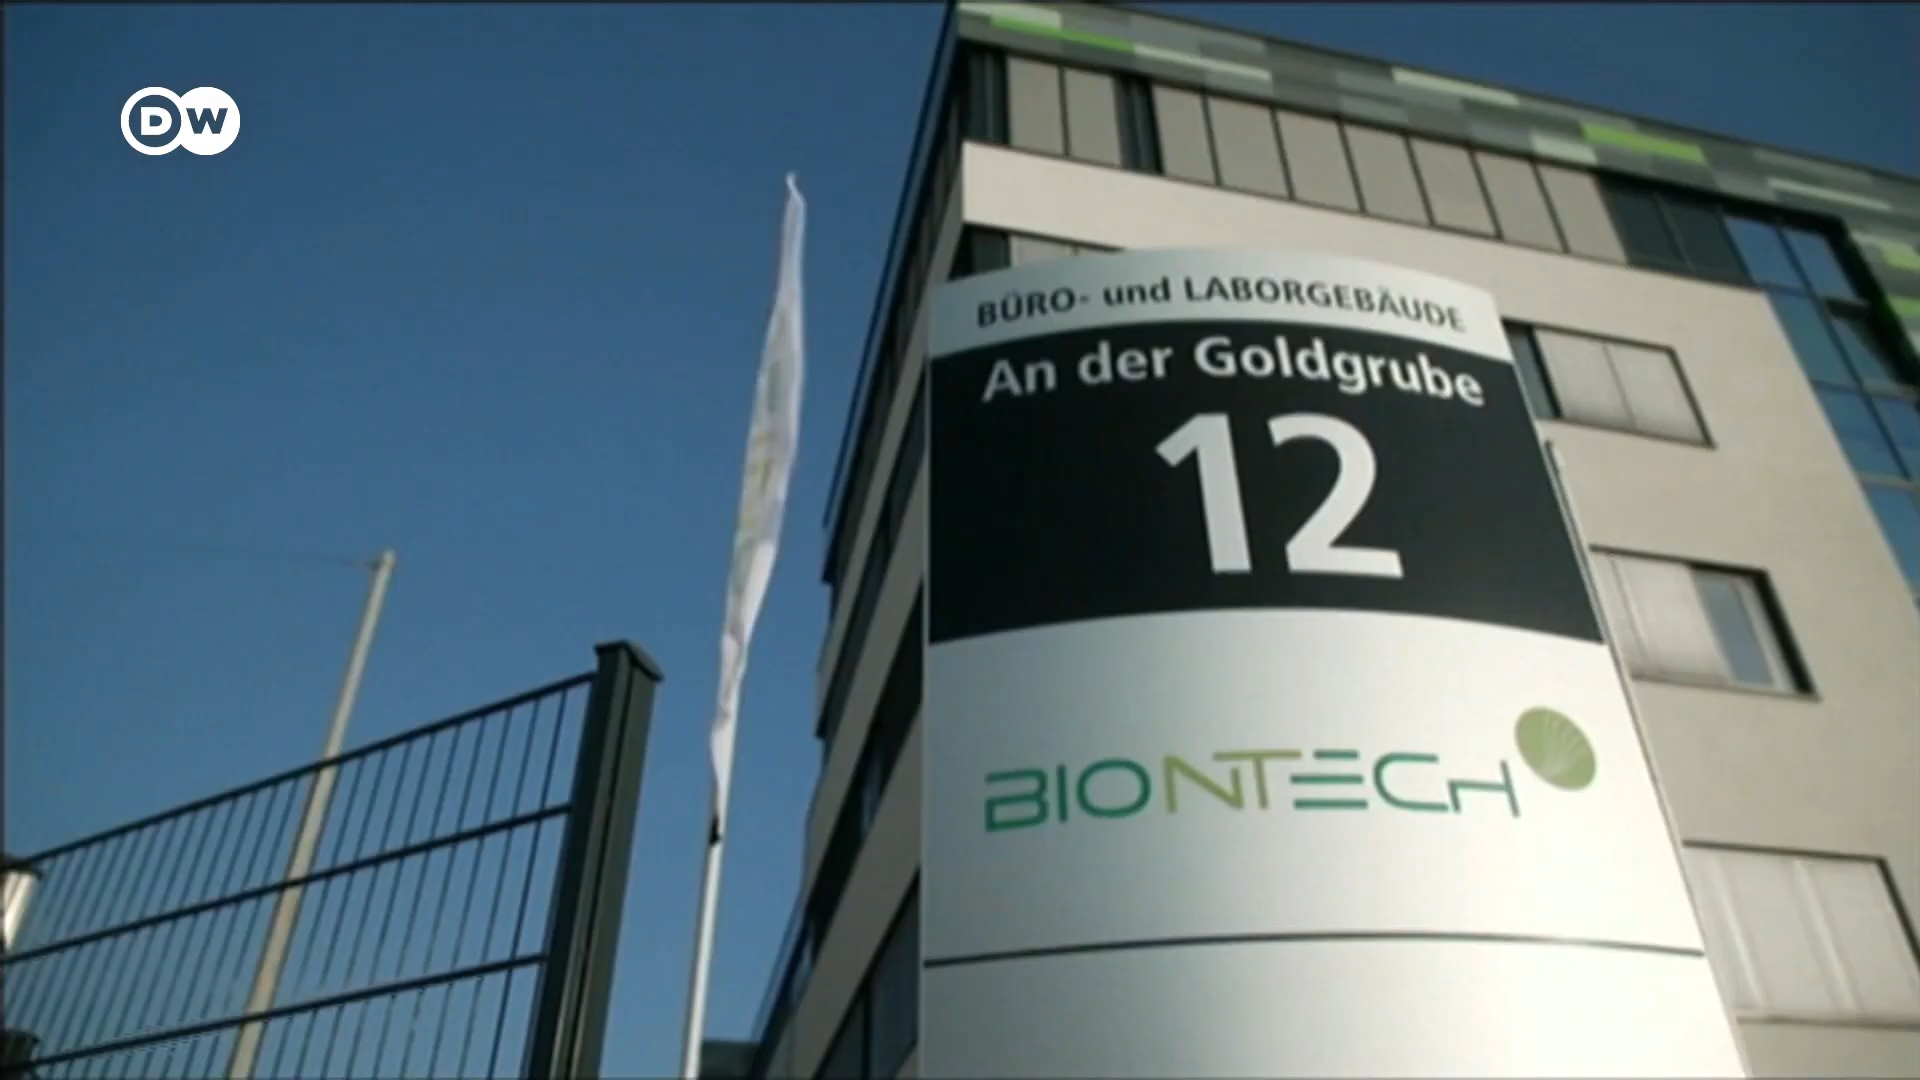 DW
BÜRO- und LABORGEBÄUDE
An der Goldgrube
12
BIONTECH